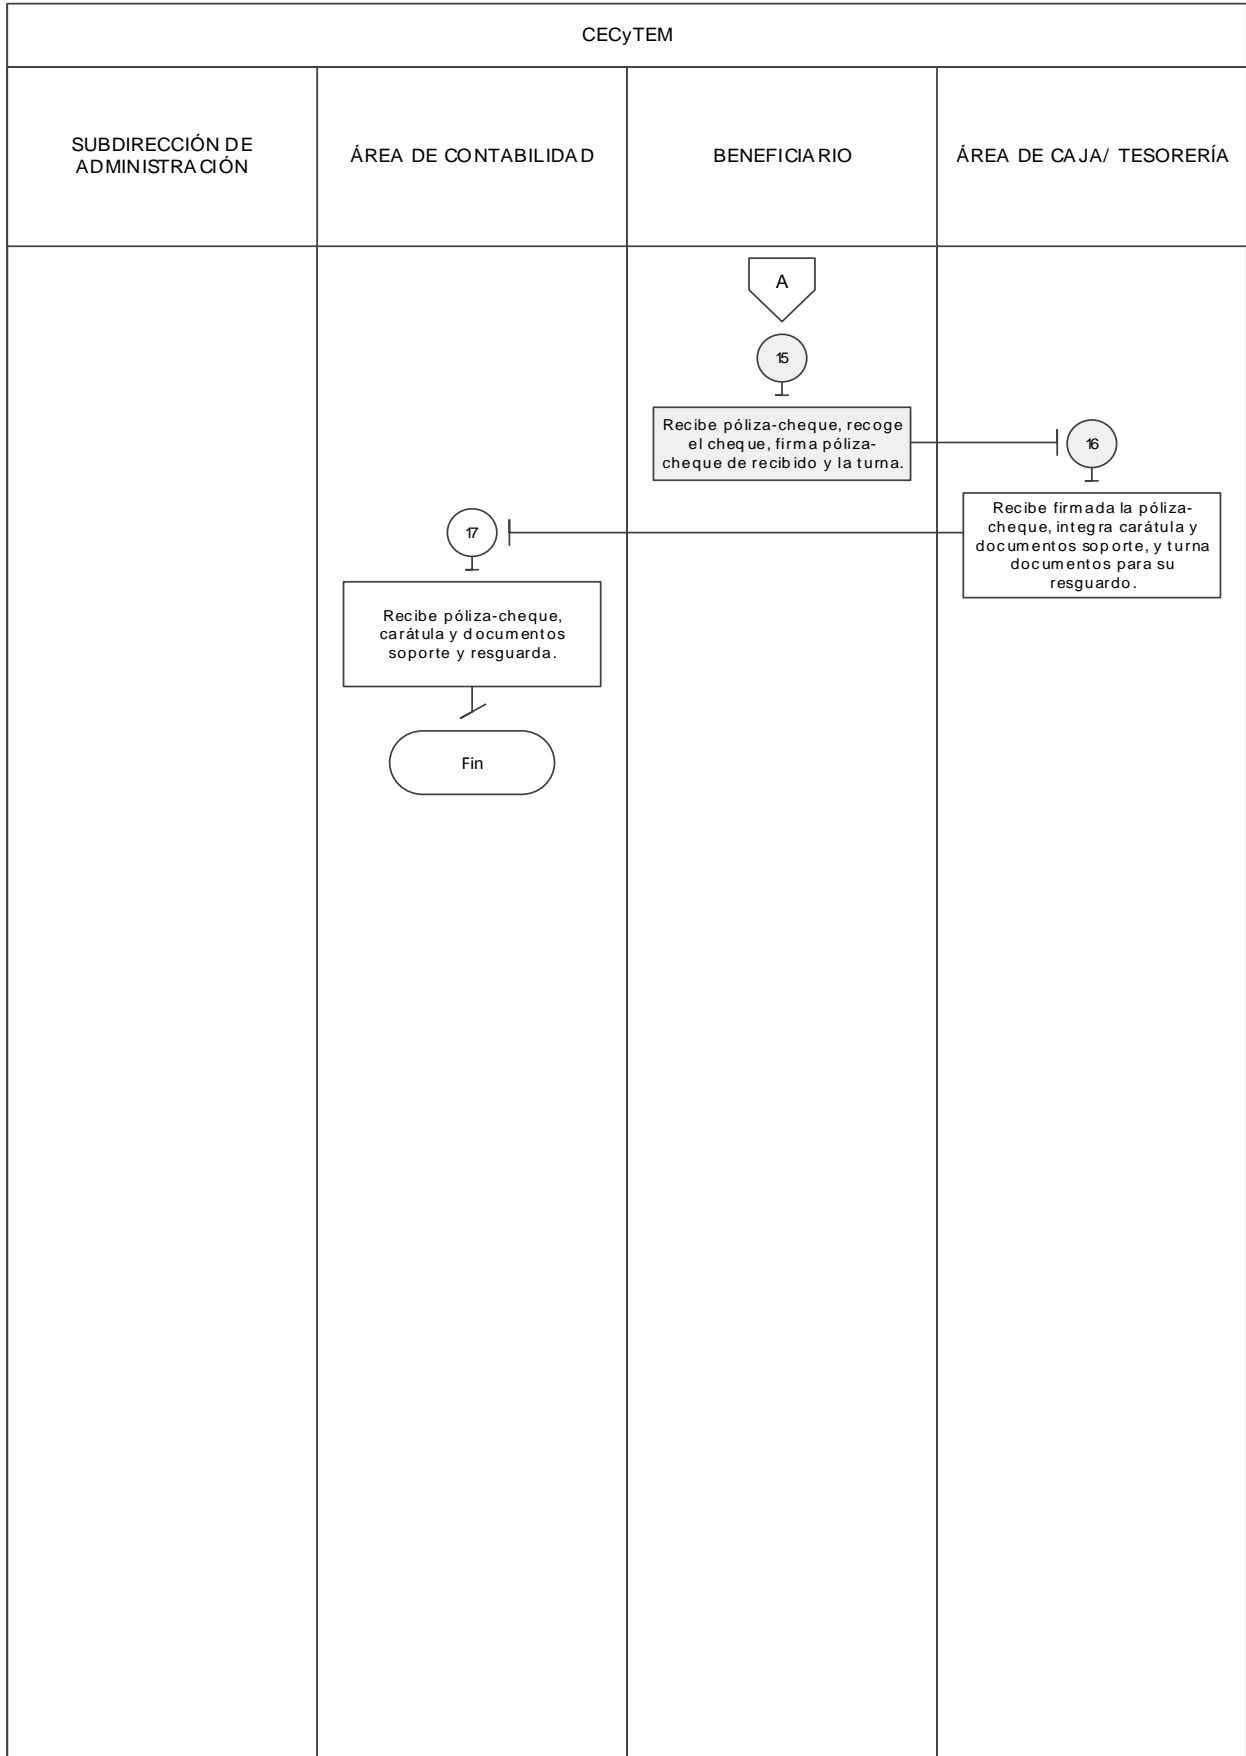 CECyTEM
SUBDIRECCIÓN DE
ADMINISTRACIÓN
ÁREA DE CONTABILIDAD
BENEFICIARIO
ÁREA DE CAJA/ TESORERÍA
A
15
Recibe póliza-cheque, recoge
el cheque, firma póliza-
cheque de recibido y la turna.
16
Recibe firmada la póliza-
cheque, integra carátula y
documentos soporte, y turna
documentos para su
resguardo.
17
Recibe póliza-cheque,
carátula y documentos
soporte y resguarda.
Fin